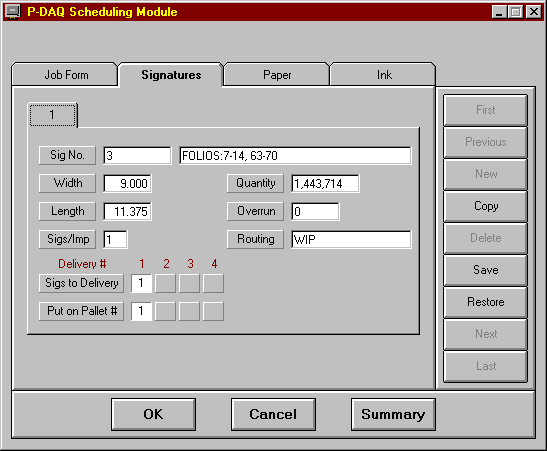 P-DAQ Scheduling Module
Job Form Signatures Paper Ink
1
Sig No. 3 FOLIOS:7-14, 63-70
Width 9.000 Quantity 1,443,714
Length 11.375 Overrun 0
Sigs/Imp 1 Routing WIP
Delivery # 1 2 3 4
Sigs to Delivery 1
Put on Pallet # 1
First
Previous
New
Copy
Delete
Save
Restore
Next
Last
OK Cancel Summary